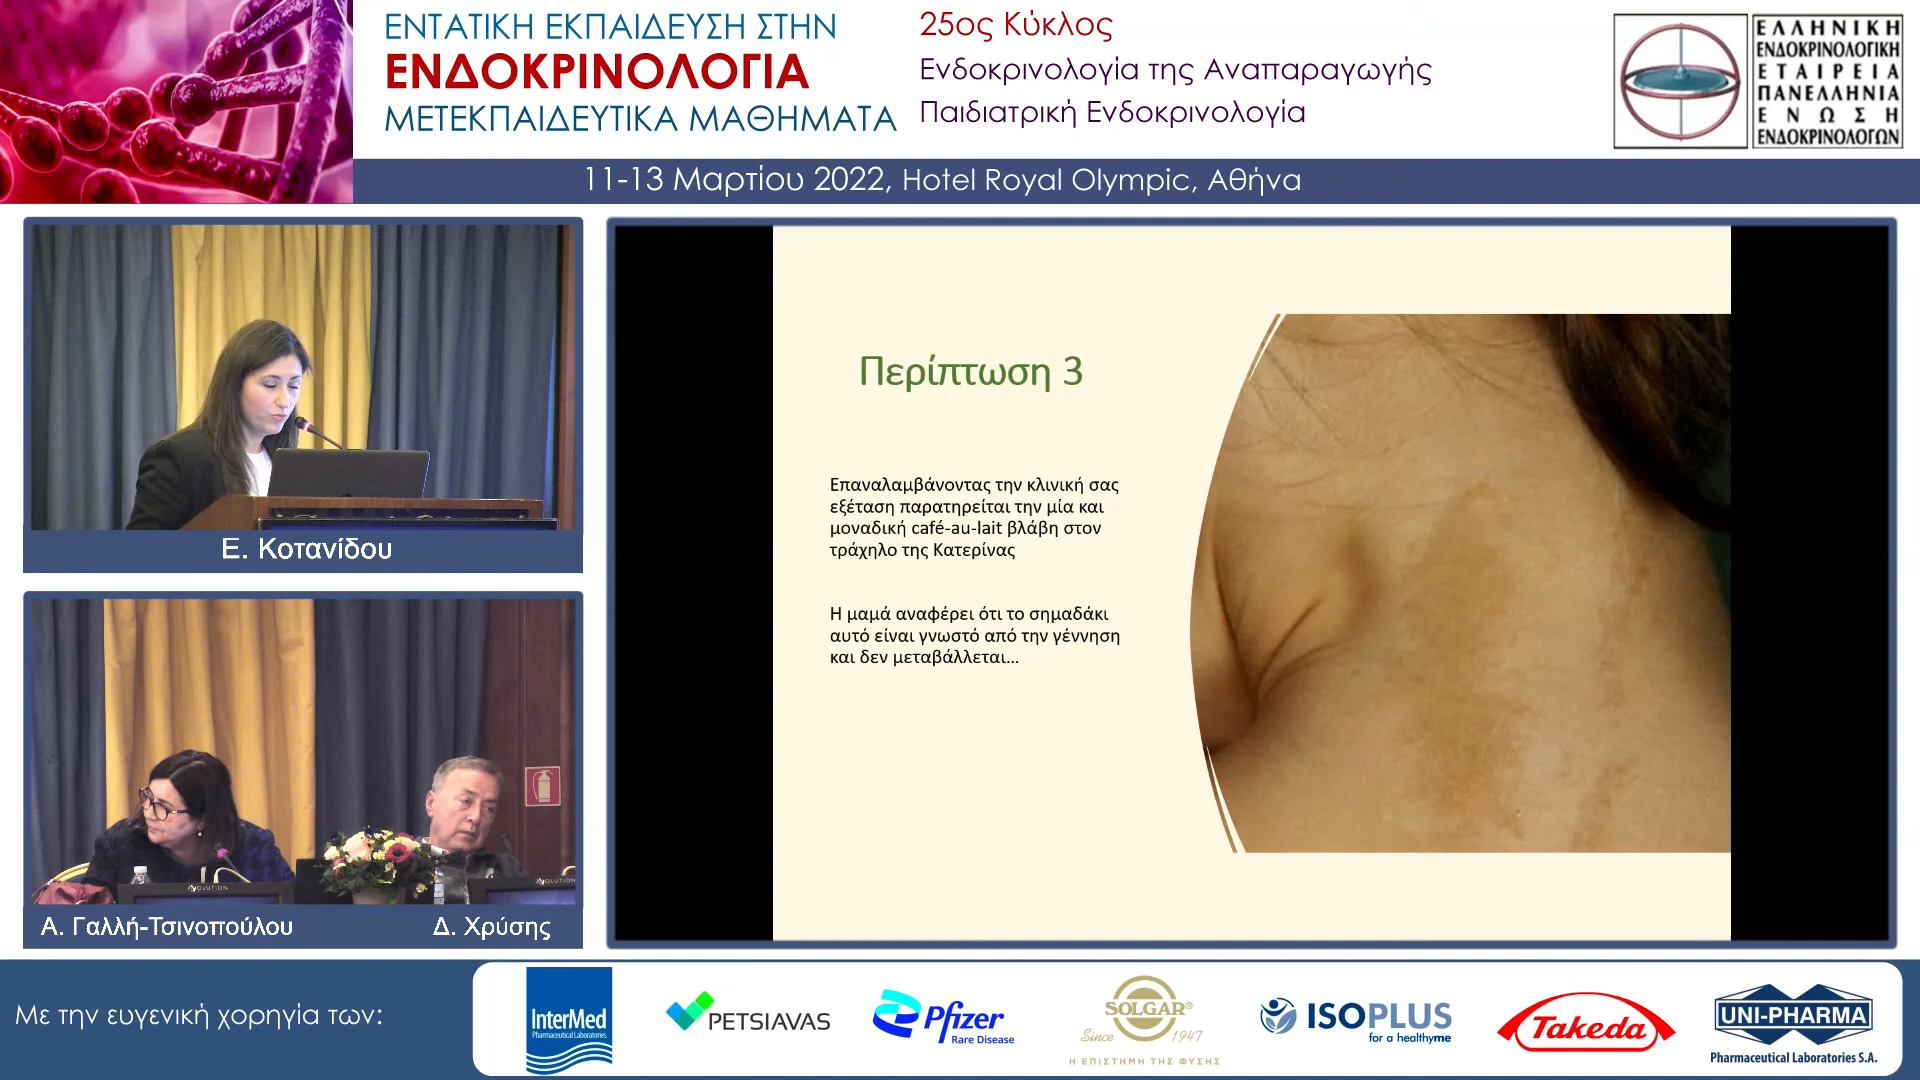 ΕΝΤΑΤΙΚΗ ΕΚΠΑΙΔΕΥΣΗ ΣΤΗΝ
ΕΝΔΟΚΡΙΝΟΛΟΓΙΑ
ΜΕΤΕΚΠΑΙΔΕΥΤΙΚΑ ΜΑΘΗΜΑΤΑ
25ος Κύκλος
Ενδοκρινολογία της Αναπαραγωγής
Παιδιατρική Ενδοκρινολογία
ΕΛΛΗΝΙΚΗ
ΕΝΔΟΚΡΙΝΟΛΟΓΙΚΗ
ΕΤΑΙΡΕΙΑ
ΠΑΝΕΛΛΗΝΙΑ
ΕΝΩΣΗ
ΕΝΔΟΚΡΙΝΟΛΟΓΩΝ
11-13 Μαρτίου 2022, Hotel Royal Olympic, Αθήνα
Ε. Κοτανίδου
Περίπτωση 3
Επαναλαμβάνοντας την κλινική σας
εξέταση παρατηρείται την μία και
μοναδική café-au-lait βλάβη στον
τράχηλο της Κατερίνας
Η μαμά αναφέρει ότι το σημαδάκι
αυτό είναι γνωστό από την γέννηση
και δεν μεταβάλλεται...
Α. Γαλλή-Τσινοπούλου
Δ. Χρύσης
Με την ευγενική χορηγία των:
InterMed
Pharmaceutical Laboratories
PETSIAVAS
Pfizer
Rare Disease
SOLGAR®
Since 1947
Η ΕΠΙΣΤΗΜΗ ΤΗΣ ΦΥΣΗΣ
ISOPLUS
for a healthyme
Takeda
UNI-PHARMA
Pharmaceutical Laboratories S.A.